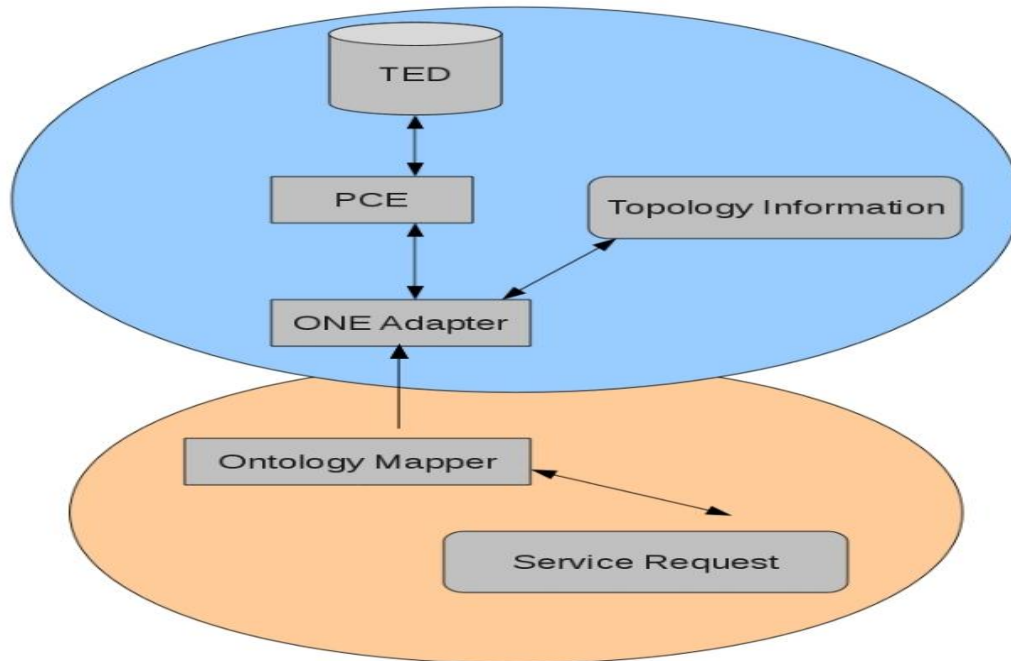 TED
PCE
Topology Information
ONE Adapter
Ontology Mapper
Service Request